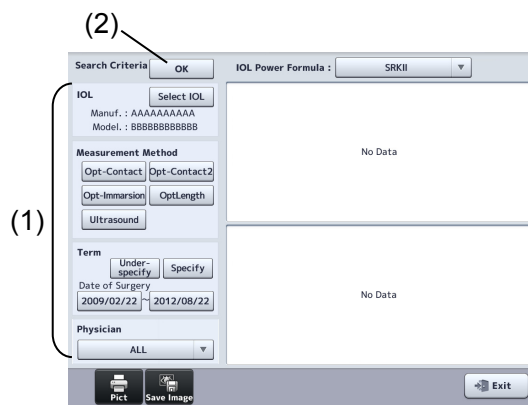 (2)
Search Criteria OK IOL Power Formula : SRKII
IOL Select IOL
Manuf. : AAAAAAAAAA
Model. : BBBBBBBBBBBB
No Data
Measurement Method
Opt-Contact Opt-Contact2
Opt-Immarsion OptLength
Ultrasound
(1)
Term
Under-
specify Specify
Date of Surgery
2009/02/22 ~ 2012/08/22
No Data
Physician
ALL
Pict Save Image Exit